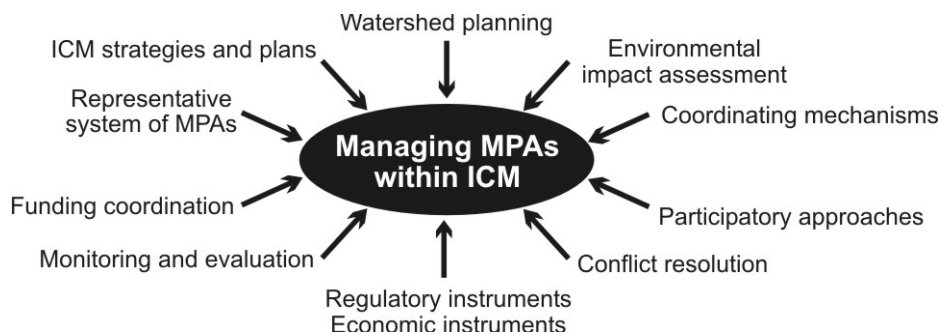 Watershed planning
ICM strategies and plans
Environmental
impact assessment
Representative
system of MPAs
Coordinating mechanisms
Managing MPAs
within ICM
Funding coordination
Participatory approaches
Monitoring and evaluation
Conflict resolution
Regulatory instruments
Economic instruments